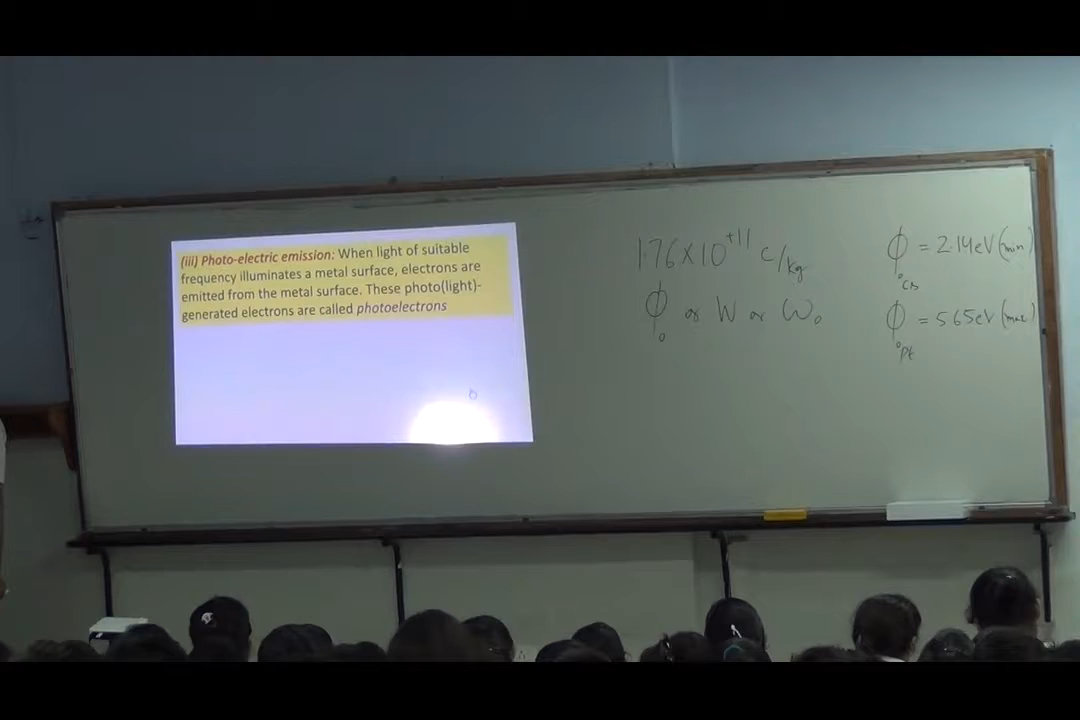 (iii) Photo-electric emission: When light of suitable
frequency illuminates a metal surface, electrons are
emitted from the metal surface. These photo(light)-
generated electrons are called photoelectrons
1.76×10⁺¹¹ C/kg
ϕ₀ or W or ω₀
ϕ₀Cs = 2.14eV(min)
ϕ₀Pt = 5.65eV(max)